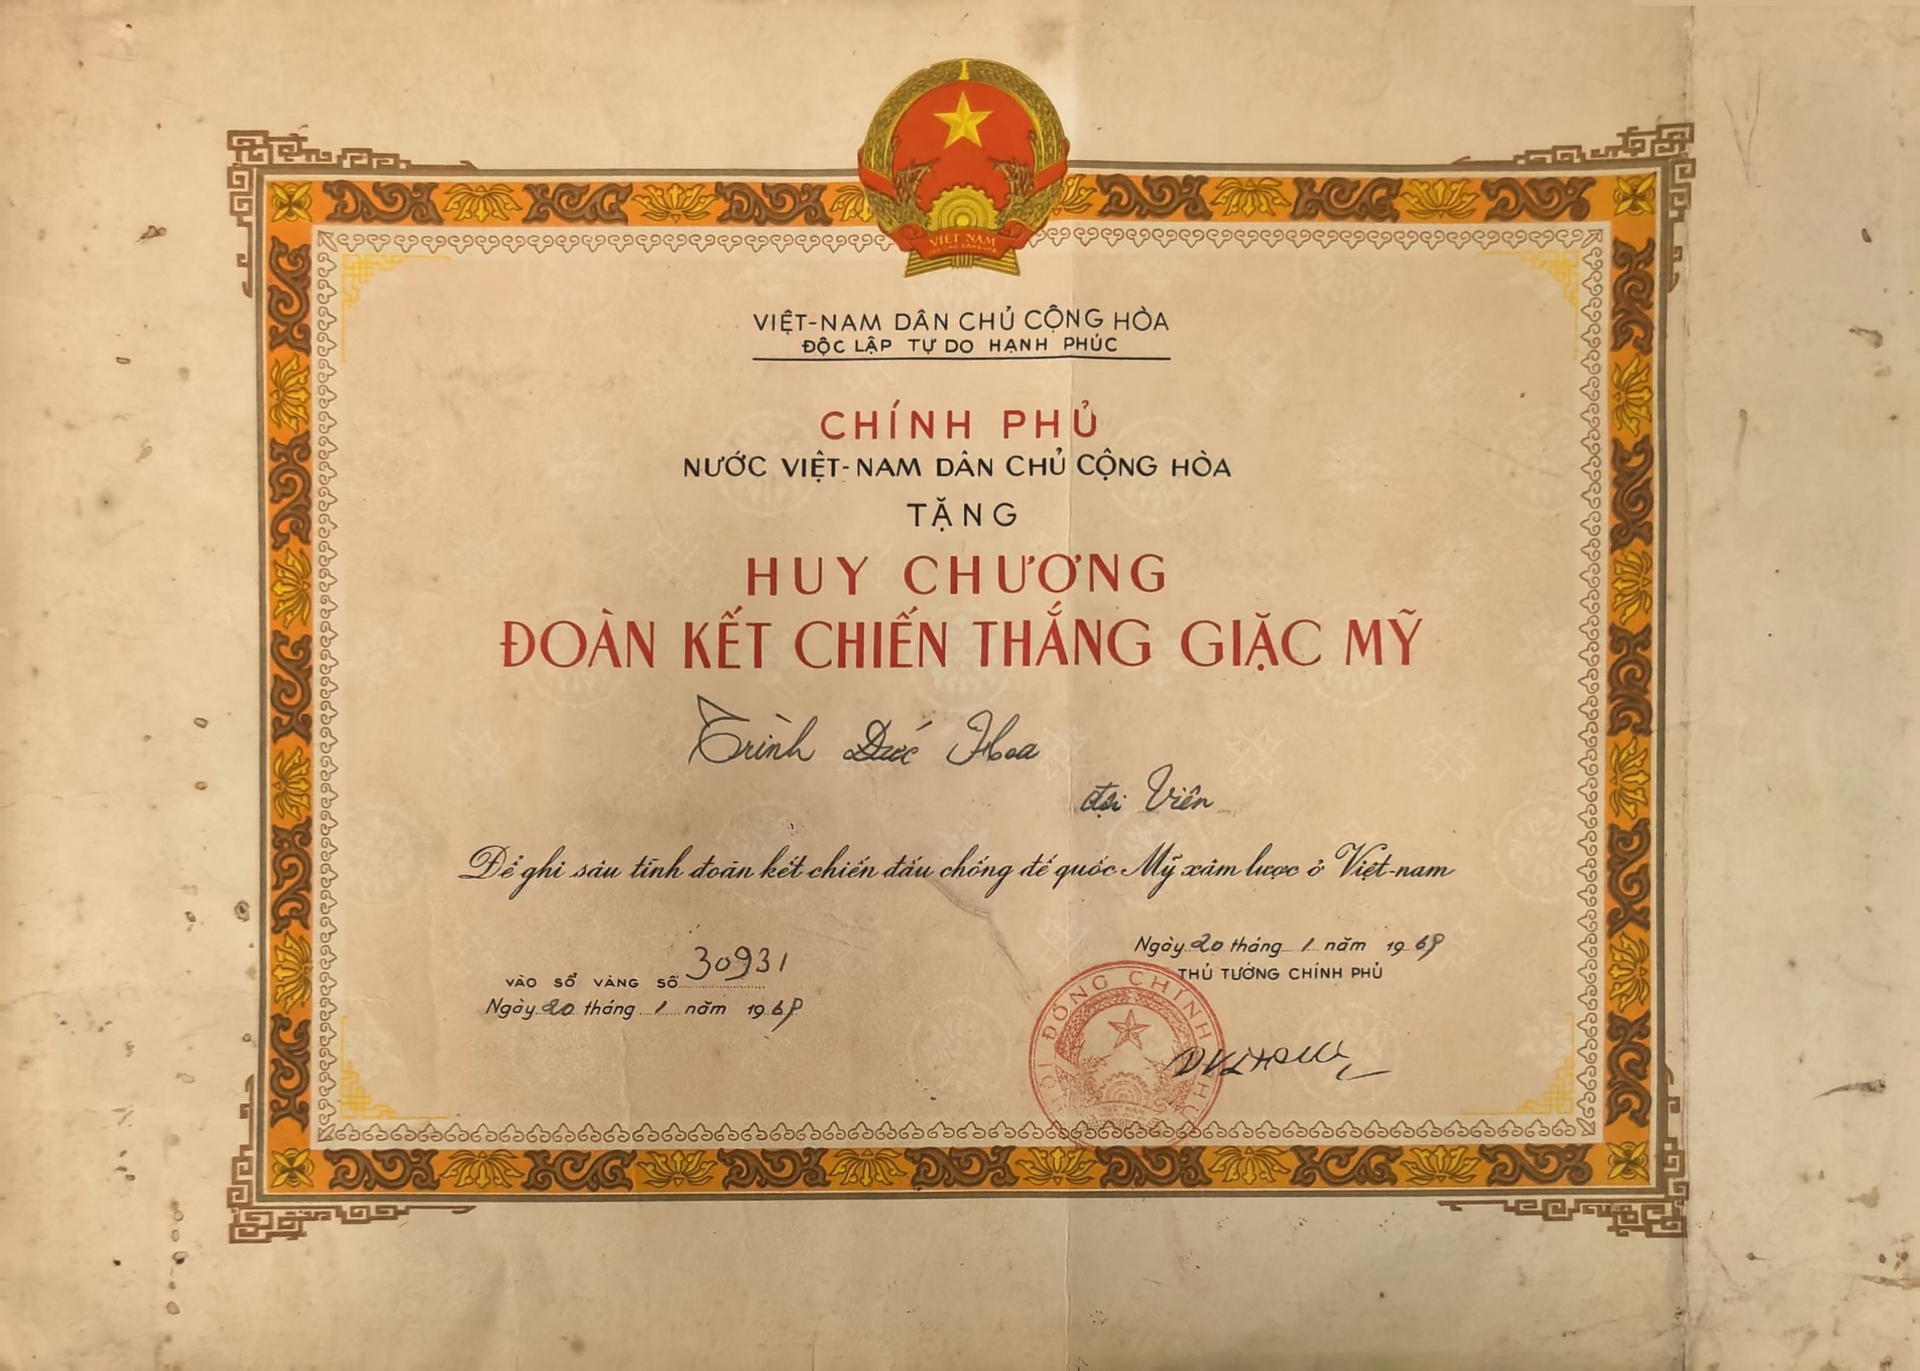 VIỆT NAM
VIỆT-NAM DÂN CHỦ CỘNG HÒA
ĐỘC LẬP TỰ DO HẠNH PHÚC
CHÍNH PHỦ
NƯỚC VIỆT-NAM DÂN CHỦ CỘNG HÒA
TẶNG
HUY CHƯƠNG
ĐOÀN KẾT CHIẾN THẮNG GIẶC MỸ
Trình Đức Hoa
đội Viên
Để ghi sâu tình đoàn kết chiến đấu chống đế quốc Mỹ xâm lược ở Việt-nam
VÀO SỔ VÀNG SỐ 30931
Ngày 20 tháng 1 năm 1969
Ngày 20 tháng 1 năm 1969
THỦ TƯỚNG CHÍNH PHỦ
HỘI ĐỒNG CHÍNH PHỦ